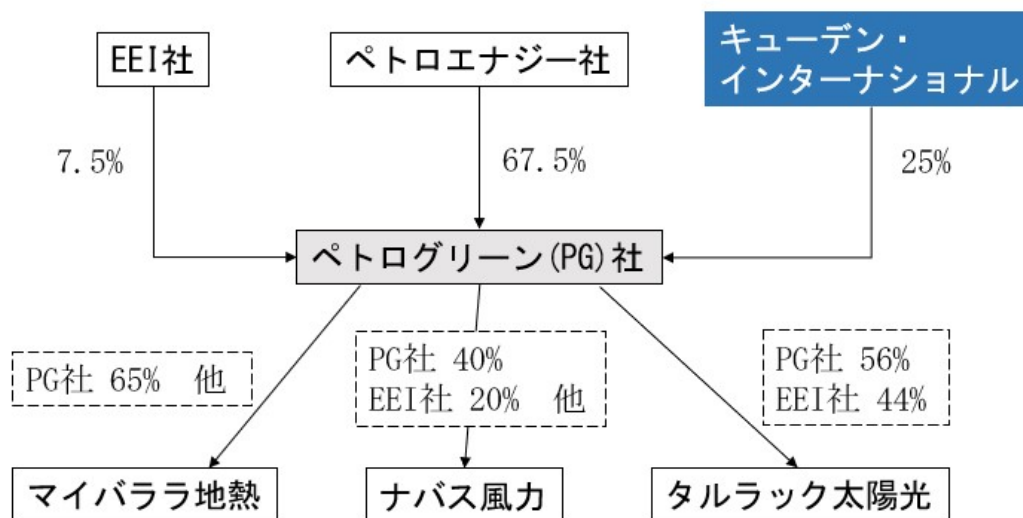 EEI社
ペトロエナジー社
キューデン・
インターナショナル
7.5%
67.5%
25%
ペトログリーン(PG)社
PG社 65%　他
PG社 40%
EEI社 20%　他
PG社 56%
EEI社 44%
マイバララ地熱
ナバス風力
タルラック太陽光